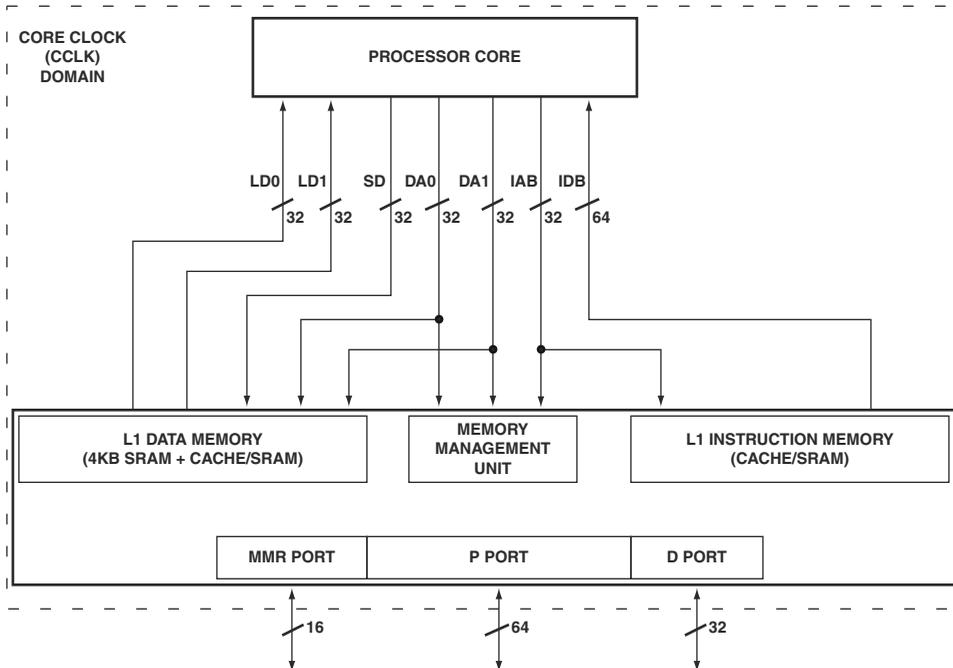 CORE CLOCK
(CCLK)
DOMAIN
PROCESSOR CORE
LD0 LD1 SD DA0 DA1 IAB IDB
32 32 32 32 32 32 64
L1 DATA MEMORY
(4KB SRAM + CACHE/SRAM)
MEMORY
MANAGEMENT
UNIT
L1 INSTRUCTION MEMORY
(CACHE/SRAM)
MMR PORT P PORT D PORT
16 64 32